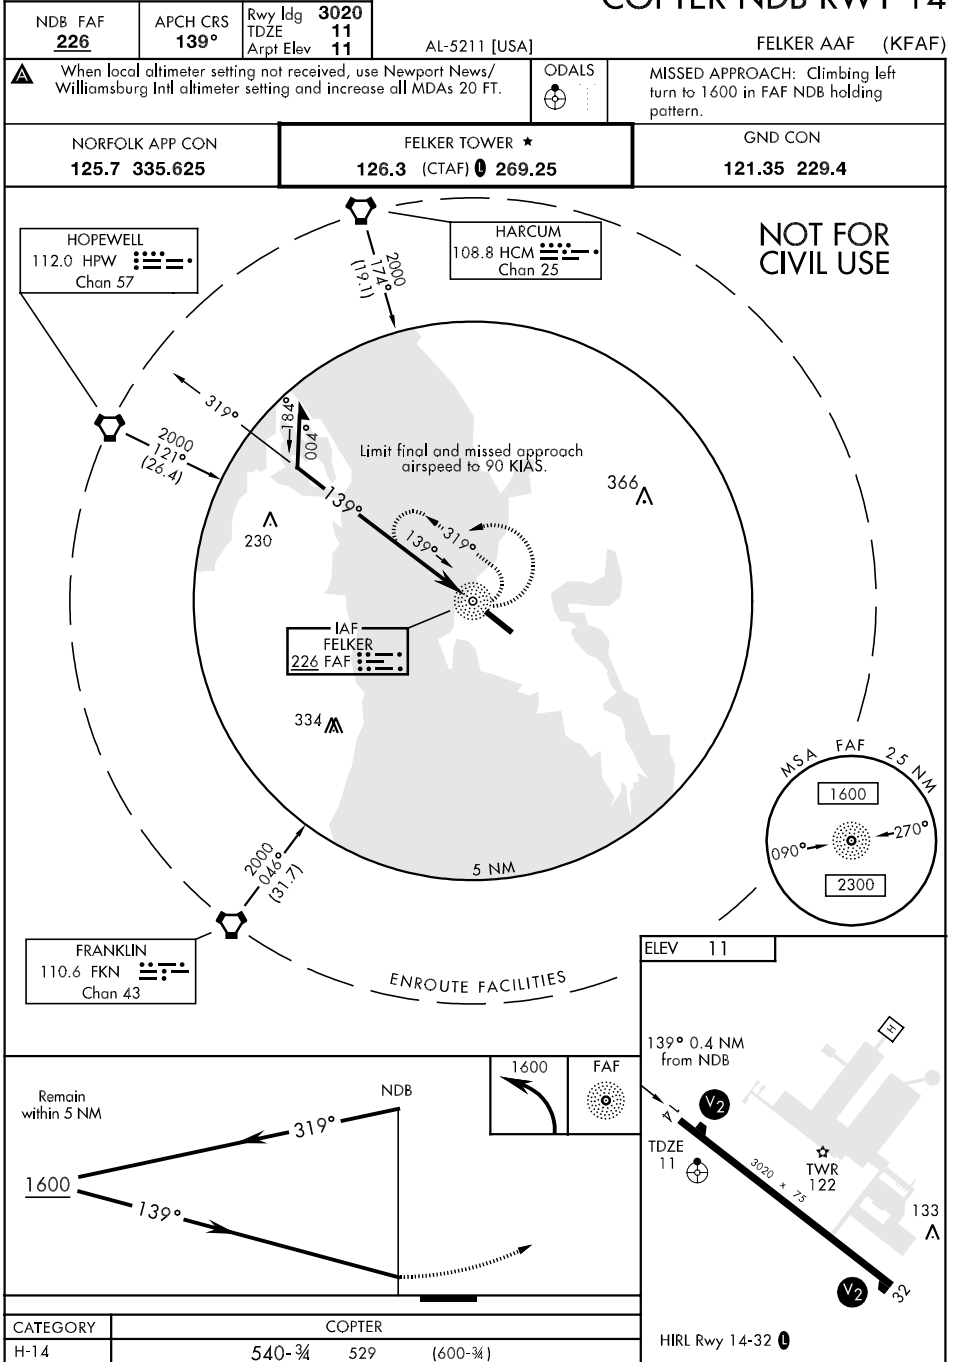 COPTER NDB RWY 14
NDB FAF
226
APCH CRS
139°
Rwy ldg 3020
TDZE 11
Arpt Elev 11
AL-5211 [USA]
FELKER AAF (KFAF)
A
When local altimeter setting not received, use Newport News/
Williamsburg Intl altimeter setting and increase all MDAs 20 FT.
ODALS
MISSED APPROACH: Climbing left
turn to 1600 in FAF NDB holding
pattern.
NORFOLK APP CON
125.7 335.625
FELKER TOWER
126.3 (CTAF) L 269.25
GND CON
121.35 229.4
NOT FOR
CIVIL USE
HOPEWELL
112.0 HPW
Chan 57
HARCUM
108.8 HCM
Chan 25
2000
174°
(19.1)
319°
2000
121°
(26.4)
184°
004°
Limit final and missed approach
airspeed to 90 KIAS.
139°
366
230
319°
139°
IAF
FELKER
226 FAF
334
2000
046°
(31.7)
5 NM
MSA FAF 25 NM
1600
090°
270°
2300
FRANKLIN
110.6 FKN
Chan 43
ENROUTE FACILITIES
ELEV 11
H
139° 0.4 NM
from NDB
V2
14
TDZE
11
3020 x 75
TWR
122
133
V2
32
HIRL Rwy 14-32 L
Remain
within 5 NM
NDB
1600
FAF
319°
1600
139°
CATEGORY
COPTER
H-14
540-¾ 529 (600-¾)